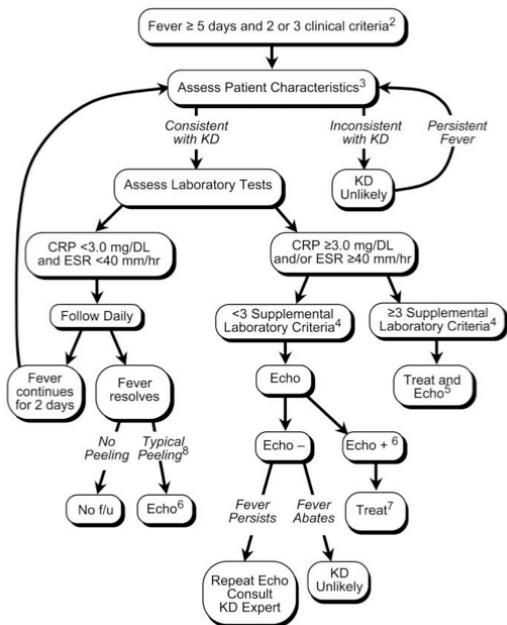 Fever ≥ 5 days and 2 or 3 clinical criteria²
Assess Patient Characteristics³
Consistent
with KD
Inconsistent
with KD
Persistent
Fever
KD
Unlikely
Assess Laboratory Tests
CRP <3.0 mg/DL
and ESR <40 mm/hr
CRP ≥3.0 mg/DL
and/or ESR ≥40 mm/hr
Follow Daily
<3 Supplemental
Laboratory Criteria⁴
≥3 Supplemental
Laboratory Criteria⁴
Fever
continues
for 2 days
Fever
resolves
Echo
Treat and
Echo⁵
No
Peeling
Typical
Peeling⁸
Echo –
Echo + ⁶
No f/u
Echo⁶
Fever
Persists
Fever
Abates
Treat⁷
Repeat Echo
Consult
KD Expert
KD
Unlikely